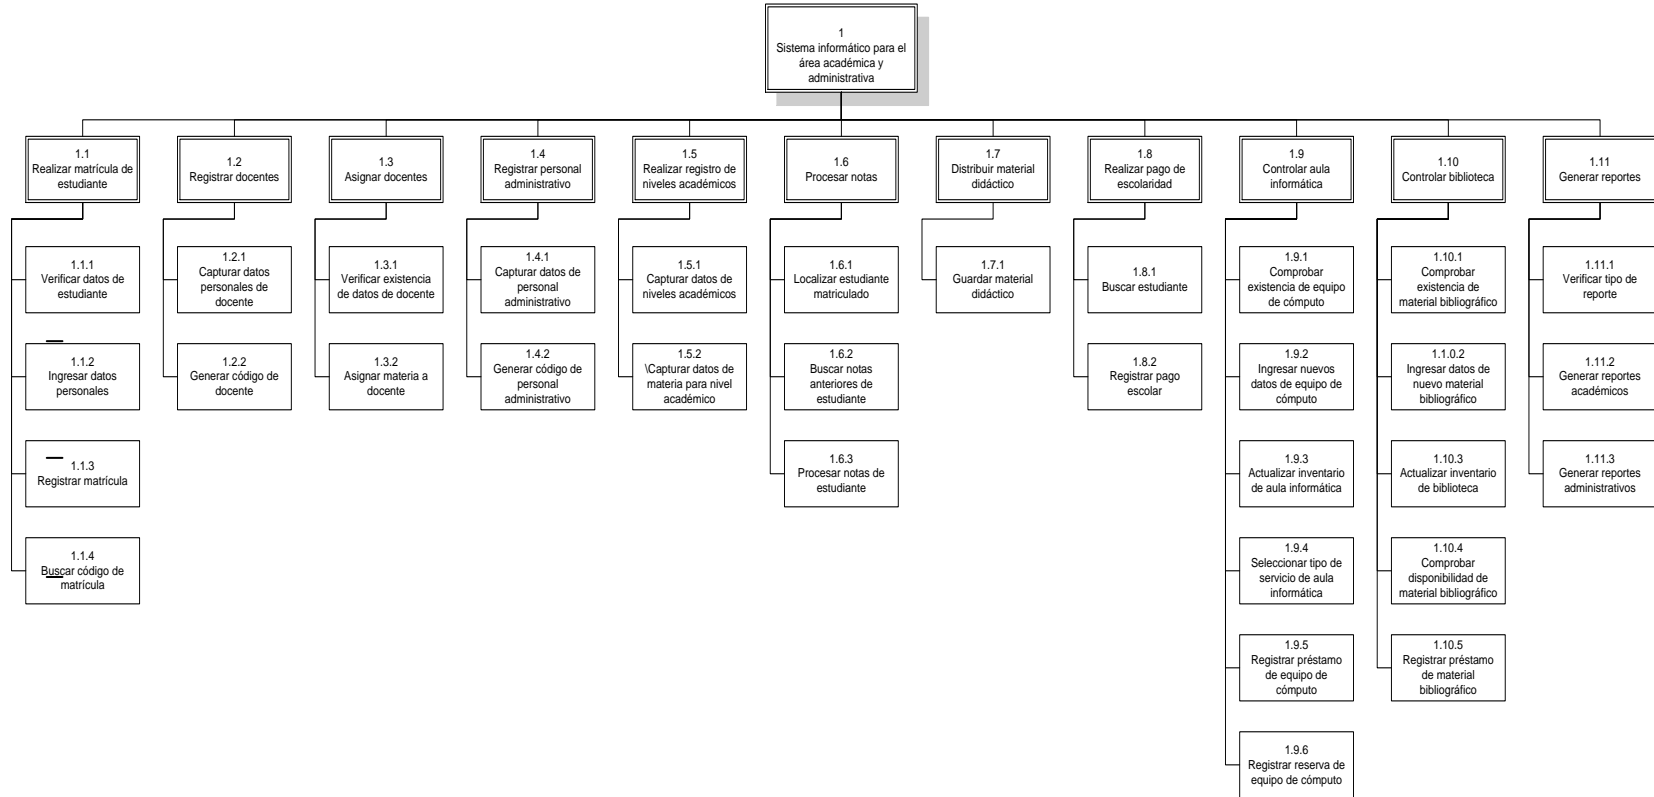 1
Sistema informático para el
área académica y
administrativa
1.1
Realizar matrícula de
estudiante
1.2
Registrar docentes
1.3
Asignar docentes
1.4
Registrar personal
administrativo
1.5
Realizar registro de
niveles académicos
1.6
Procesar notas
1.7
Distribuir material
didáctico
1.8
Realizar pago de
escolaridad
1.9
Controlar aula
informática
1.10
Controlar biblioteca
1.11
Generar reportes
1.1.1
Verificar datos de
estudiante
1.2.1
Capturar datos
personales de
docente
1.3.1
Verificar existencia
de datos de docente
1.4.1
Capturar datos de
personal
administrativo
1.5.1
Capturar datos de
niveles académicos
1.6.1
Localizar estudiante
matriculado
1.7.1
Guardar material
didáctico
1.8.1
Buscar estudiante
1.9.1
Comprobar
existencia de equipo
de cómputo
1.10.1
Comprobar
existencia de
material bibliográfico
1.11.1
Verificar tipo de
reporte
1.1.2
Ingresar datos
personales
1.2.2
Generar código de
docente
1.3.2
Asignar materia a
docente
1.4.2
Generar código de
personal
administrativo
1.5.2
\Capturar datos de
materia para nivel
académico
1.6.2
Buscar notas
anteriores de
estudiante
1.8.2
Registrar pago
escolar
1.9.2
Ingresar nuevos
datos de equipo de
cómputo
1.1.0.2
Ingresar datos de
nuevo material
bibliográfico
1.11.2
Generar reportes
académicos
1.1.3
Registrar matrícula
1.6.3
Procesar notas de
estudiante
1.9.3
Actualizar inventario
de aula informática
1.10.3
Actualizar inventario
de biblioteca
1.11.3
Generar reportes
administrativos
1.1.4
Buscar código de
matrícula
1.9.4
Seleccionar tipo de
servicio de aula
informática
1.10.4
Comprobar
disponibilidad de
material bibliográfico
1.9.5
Registrar préstamo
de equipo de
cómputo
1.10.5
Registrar préstamo
de material
bibliográfico
1.9.6
Registrar reserva de
equipo de cómputo